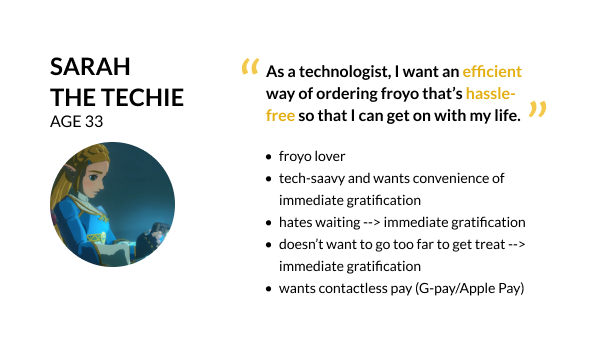 SARAH
THE TECHIE
AGE 33
“ As a technologist, I want an efficient
way of ordering froyo that’s hassle-
free so that I can get on with my life. ”
• froyo lover
• tech-saavy and wants convenience of
immediate gratification
• hates waiting --> immediate gratification
• doesn’t want to go too far to get treat -->
immediate gratification
• wants contactless pay (G-pay/Apple Pay)